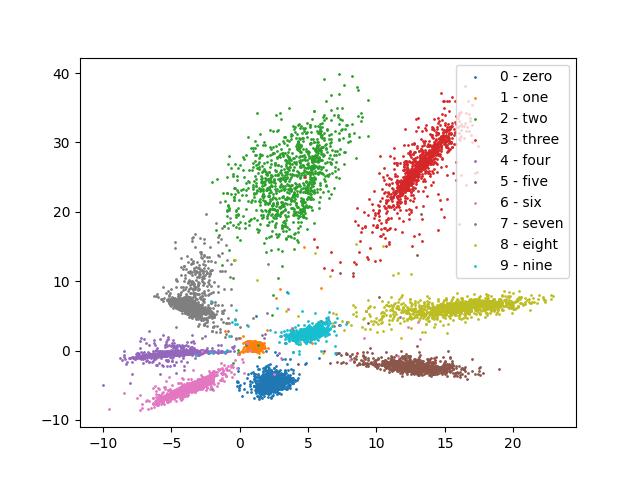 40
30
20
10
0
−10
−10
−5
0
5
10
15
20
0 - zero
1 - one
2 - two
3 - three
4 - four
5 - five
6 - six
7 - seven
8 - eight
9 - nine